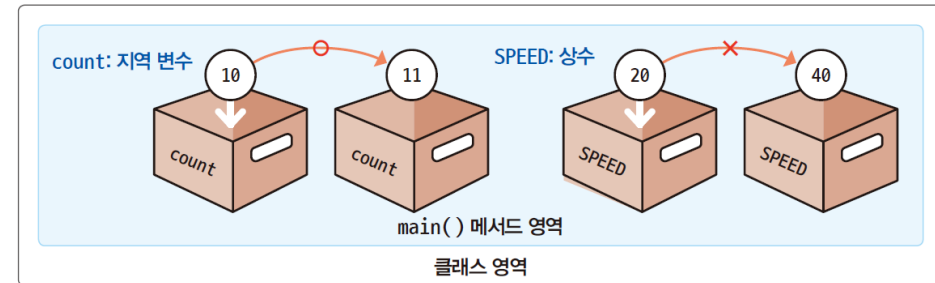 count: 지역 변수
10
11
SPEED: 상수
20
40
count
count
SPEED
SPEED
main() 메서드 영역
클래스 영역